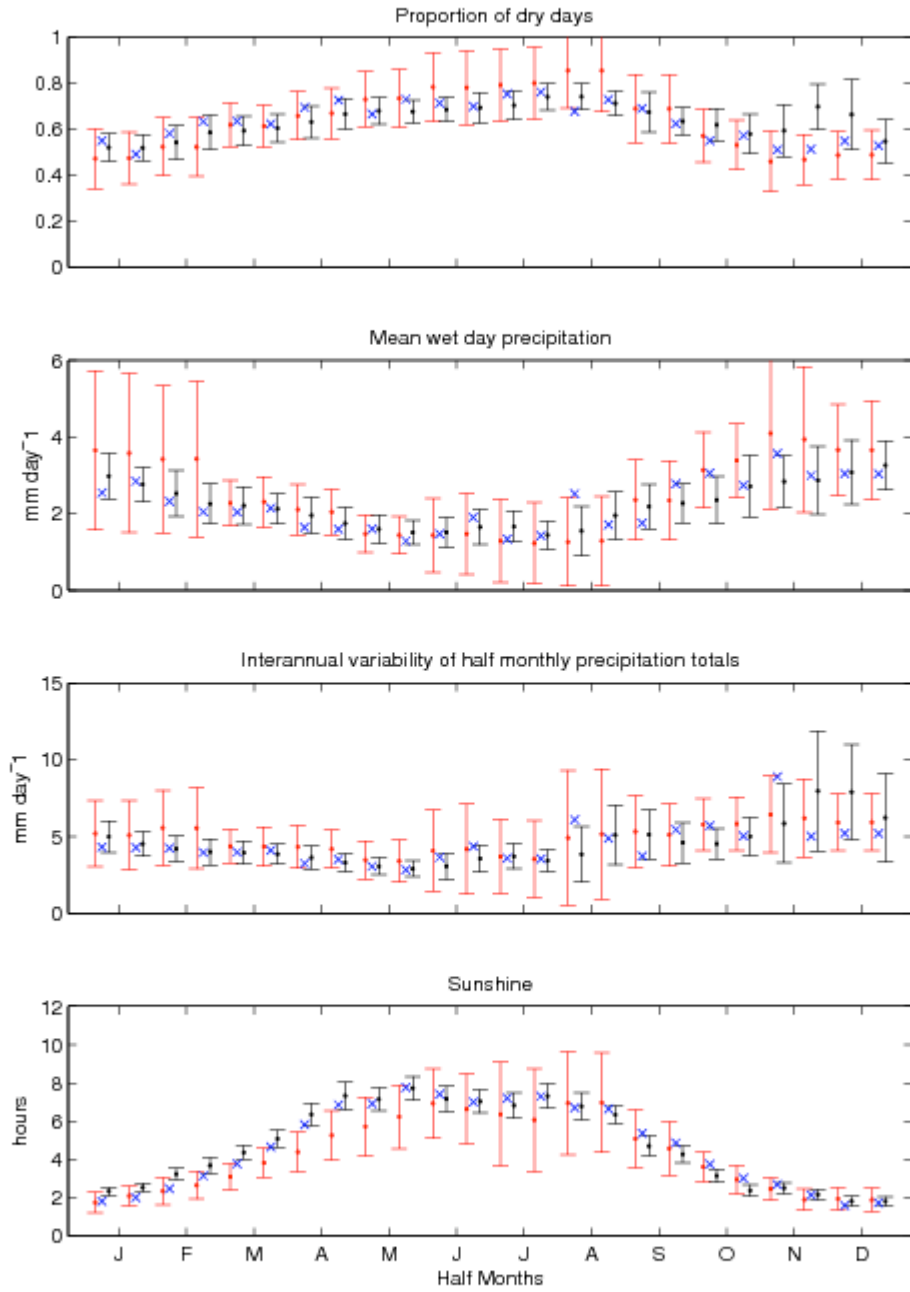 Proportion of dry days
1
0.8
0.6
0.4
0.2
0
Mean wet day precipitation
6
4
2
0
mm day⁻1
Interannual variability of half monthly precipitation totals
15
10
5
0
mm day⁻1
Sunshine
12
10
8
6
4
2
0
hours
J F M A M J J A S O N D
Half Months